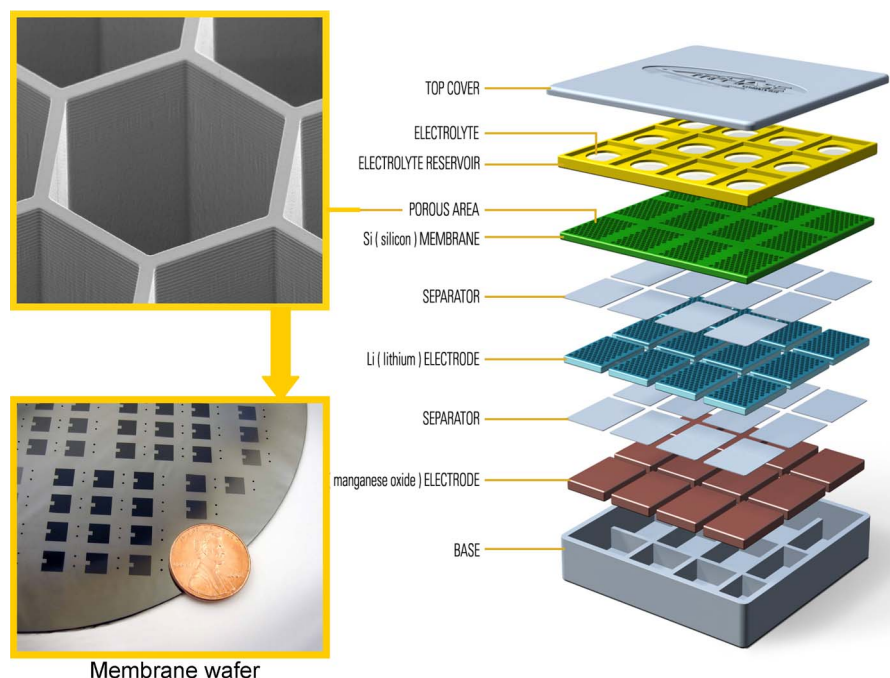 TOP COVER
ELECTROLYTE
ELECTROLYTE RESERVOIR
POROUS AREA
Si ( silicon ) MEMBRANE
SEPARATOR
Li ( lithium ) ELECTRODE
SEPARATOR
manganese oxide ) ELECTRODE
BASE
Membrane wafer